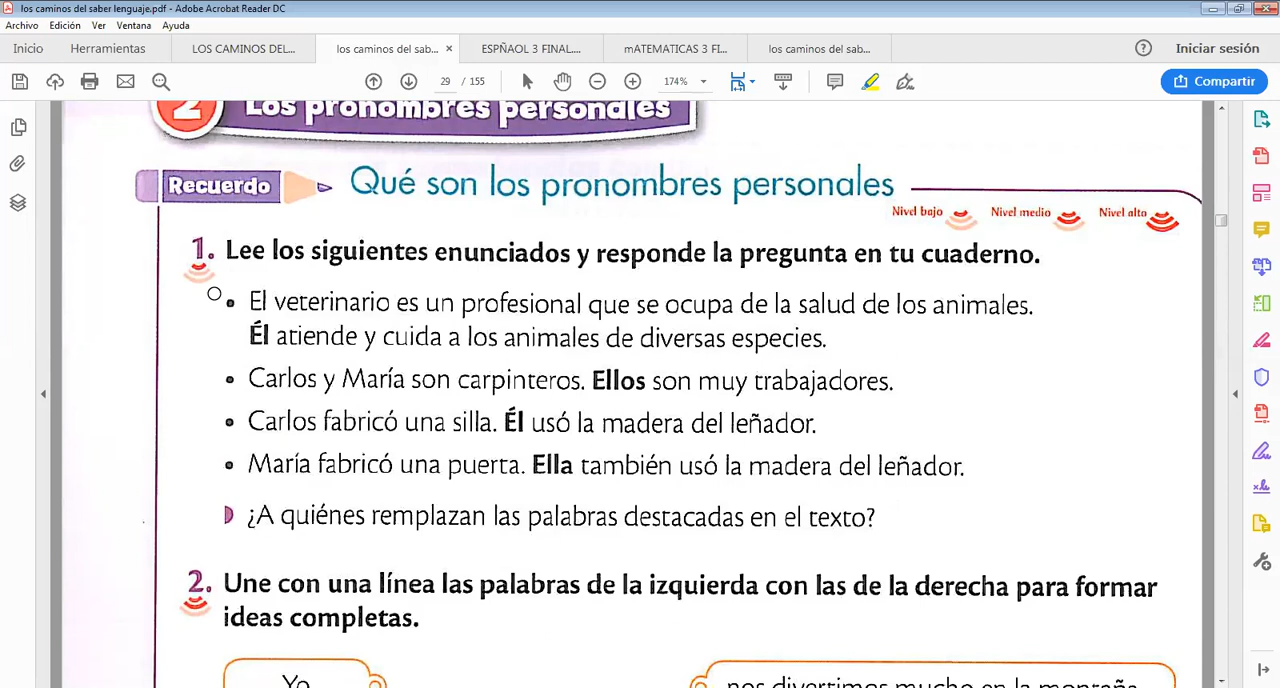 los caminos del saber lenguaje.pdf - Adobe Acrobat Reader DC
Archivo Edición Ver Ventana Ayuda
Inicio Herramientas LOS CAMINOS DEL... los caminos del sab... × ESPÑAOL 3 FINAL.... mATEMATICAS 3 FI... los caminos del sab... Iniciar sesión
29 / 155 174% Compartir
2 Los pronombres personales
Recuerdo Qué son los pronombres personales
Nivel bajo Nivel medio Nivel alto
1. Lee los siguientes enunciados y responde la pregunta en tu cuaderno.
• El veterinario es un profesional que se ocupa de la salud de los animales.
Él atiende y cuida a los animales de diversas especies.
• Carlos y María son carpinteros. Ellos son muy trabajadores.
• Carlos fabricó una silla. Él usó la madera del leñador.
• María fabricó una puerta. Ella también usó la madera del leñador.
¿A quiénes remplazan las palabras destacadas en el texto?
2. Une con una línea las palabras de la izquierda con las de la derecha para formar
ideas completas.
Yo nos divertimos mucho en la montaña